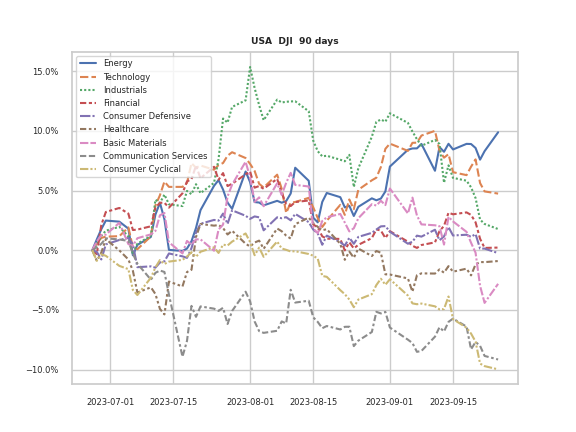 USA DJI 90 days
15.0%
10.0%
5.0%
0.0%
−5.0%
−10.0%
Energy
Technology
Industrials
Financial
Consumer Defensive
Healthcare
Basic Materials
Communication Services
Consumer Cyclical
2023-07-01 2023-07-15 2023-08-01 2023-08-15 2023-09-01 2023-09-15